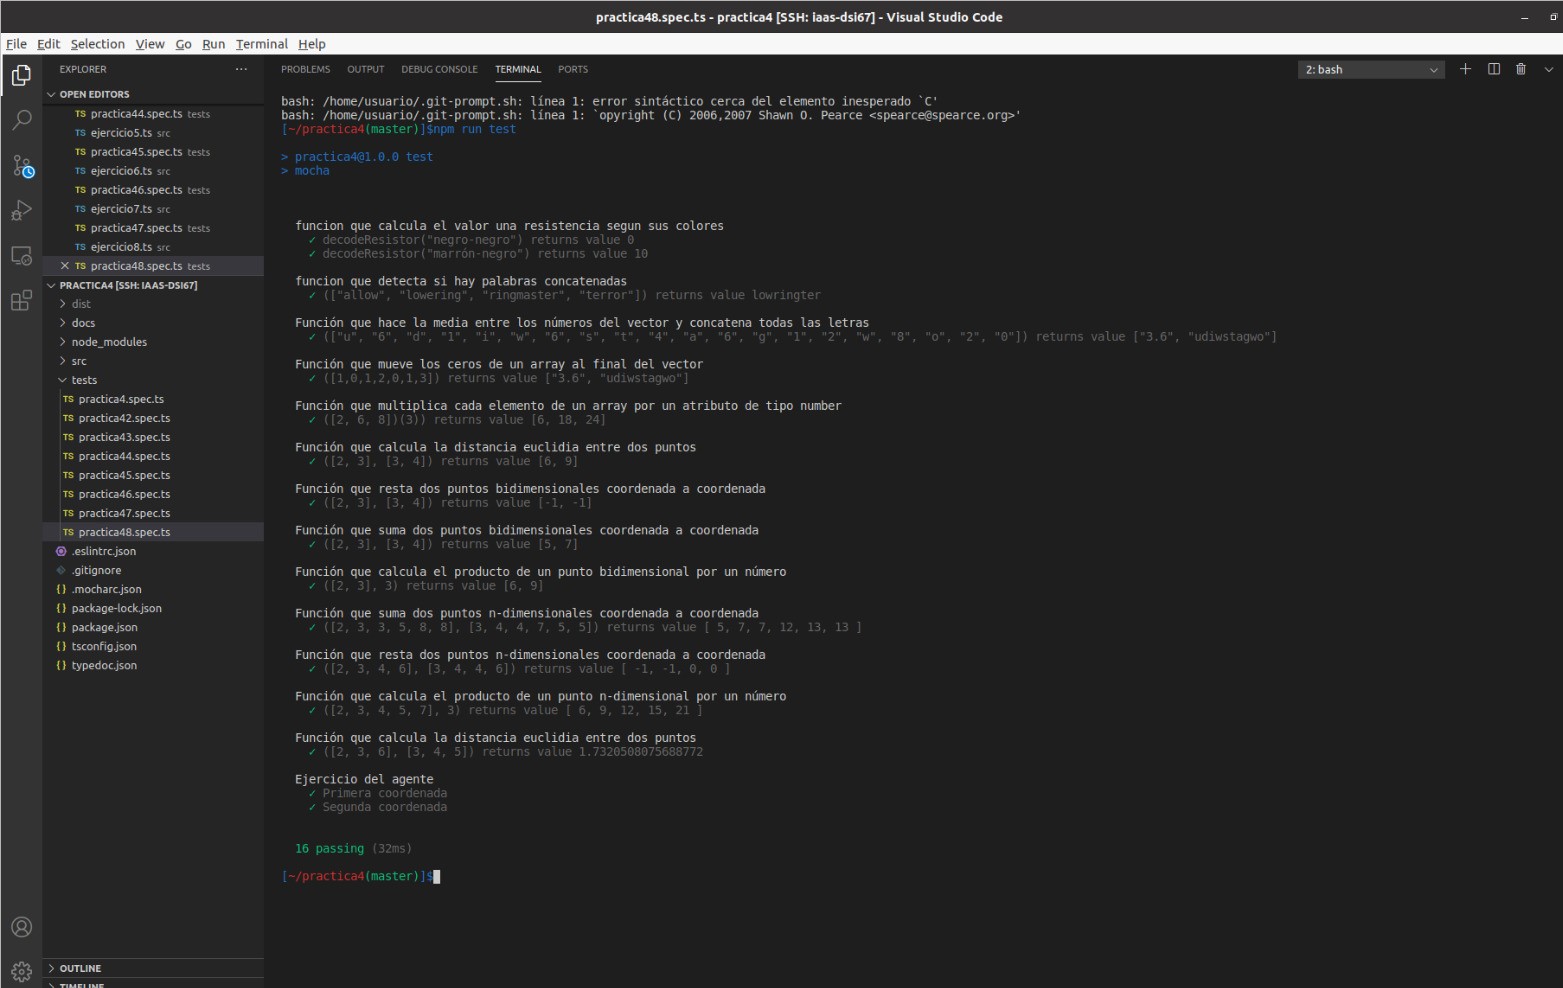 practica48.spec.ts - practica4 [SSH: iaas-dsi67] - Visual Studio Code
File Edit Selection View Go Run Terminal Help
EXPLORER
OPEN EDITORS
TS practica44.spec.ts tests
TS ejercicio5.ts src
TS practica45.spec.ts tests
TS ejercicio6.ts src
TS practica46.spec.ts tests
TS ejercicio7.ts src
TS practica47.spec.ts tests
TS ejercicio8.ts src
TS practica48.spec.ts tests
PRACTICA4 [SSH: IAAS-DSI67]
dist
docs
node_modules
src
tests
TS practica4.spec.ts
TS practica42.spec.ts
TS practica43.spec.ts
TS practica44.spec.ts
TS practica45.spec.ts
TS practica46.spec.ts
TS practica47.spec.ts
TS practica48.spec.ts
.eslintrc.json
.gitignore
{} .mocharc.json
{} package-lock.json
{} package.json
{} tsconfig.json
{} typedoc.json
OUTLINE
TIMELINE
PROBLEMS OUTPUT DEBUG CONSOLE TERMINAL PORTS
2: bash
bash: /home/usuario/.git-prompt.sh: línea 1: error sintáctico cerca del elemento inesperado `C'
bash: /home/usuario/.git-prompt.sh: línea 1: `opyright (C) 2006,2007 Shawn O. Pearce <spearce@spearce.org>'
[~/practica4(master)]$npm run test
> practica4@1.0.0 test
> mocha
funcion que calcula el valor una resistencia segun sus colores
✓ decodeResistor("negro-negro") returns value 0
✓ decodeResistor("marrón-negro") returns value 10
funcion que detecta si hay palabras concatenadas
✓ (["allow", "lowering", "ringmaster", "terror"]) returns value lowringter
Función que hace la media entre los números del vector y concatena todas las letras
✓ (["u", "6", "d", "1", "i", "w", "6", "s", "t", "4", "a", "6", "g", "1", "2", "w", "8", "o", "2", "0"]) returns value ["3.6", "udiwstagwo"]
Función que mueve los ceros de un array al final del vector
✓ ([1,0,1,2,0,1,3]) returns value ["3.6", "udiwstagwo"]
Función que multiplica cada elemento de un array por un atributo de tipo number
✓ ([2, 6, 8])(3)) returns value [6, 18, 24]
Función que calcula la distancia euclidia entre dos puntos
✓ ([2, 3], [3, 4]) returns value [6, 9]
Función que resta dos puntos bidimensionales coordenada a coordenada
✓ ([2, 3], [3, 4]) returns value [-1, -1]
Función que suma dos puntos bidimensionales coordenada a coordenada
✓ ([2, 3], [3, 4]) returns value [5, 7]
Función que calcula el producto de un punto bidimensional por un número
✓ ([2, 3], 3) returns value [6, 9]
Función que suma dos puntos n-dimensionales coordenada a coordenada
✓ ([2, 3, 3, 5, 8, 8], [3, 4, 4, 7, 5, 5]) returns value [ 5, 7, 7, 12, 13, 13 ]
Función que resta dos puntos n-dimensionales coordenada a coordenada
✓ ([2, 3, 4, 6], [3, 4, 4, 6]) returns value [ -1, -1, 0, 0 ]
Función que calcula el producto de un punto n-dimensional por un número
✓ ([2, 3, 4, 5, 7], 3) returns value [ 6, 9, 12, 15, 21 ]
Función que calcula la distancia euclidia entre dos puntos
✓ ([2, 3, 6], [3, 4, 5]) returns value 1.7320508075688772
Ejercicio del agente
✓ Primera coordenada
✓ Segunda coordenada
16 passing (32ms)
[~/practica4(master)]$